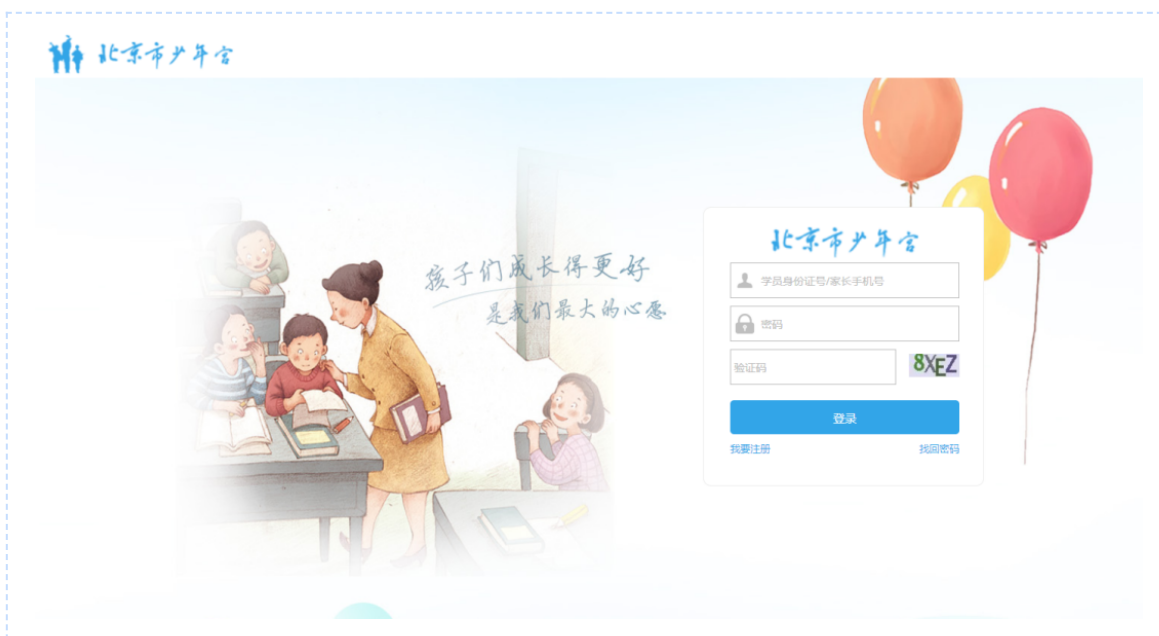 北京市少年宫
孩子们成长得更好
是我们最大的心愿
北京市少年宫
学员身份证号/家长手机号
密码
验证码
8XEZ
登录
我要注册
找回密码